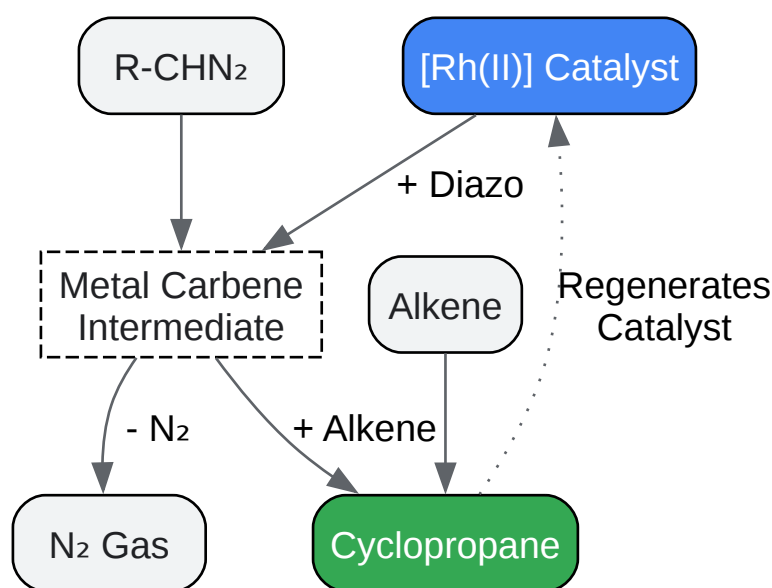 R-CHN₂
[Rh(II)] Catalyst
+ Diazo
Metal Carbene
Intermediate
Alkene
Regenerates
Catalyst
- N₂
+ Alkene
N₂ Gas
Cyclopropane